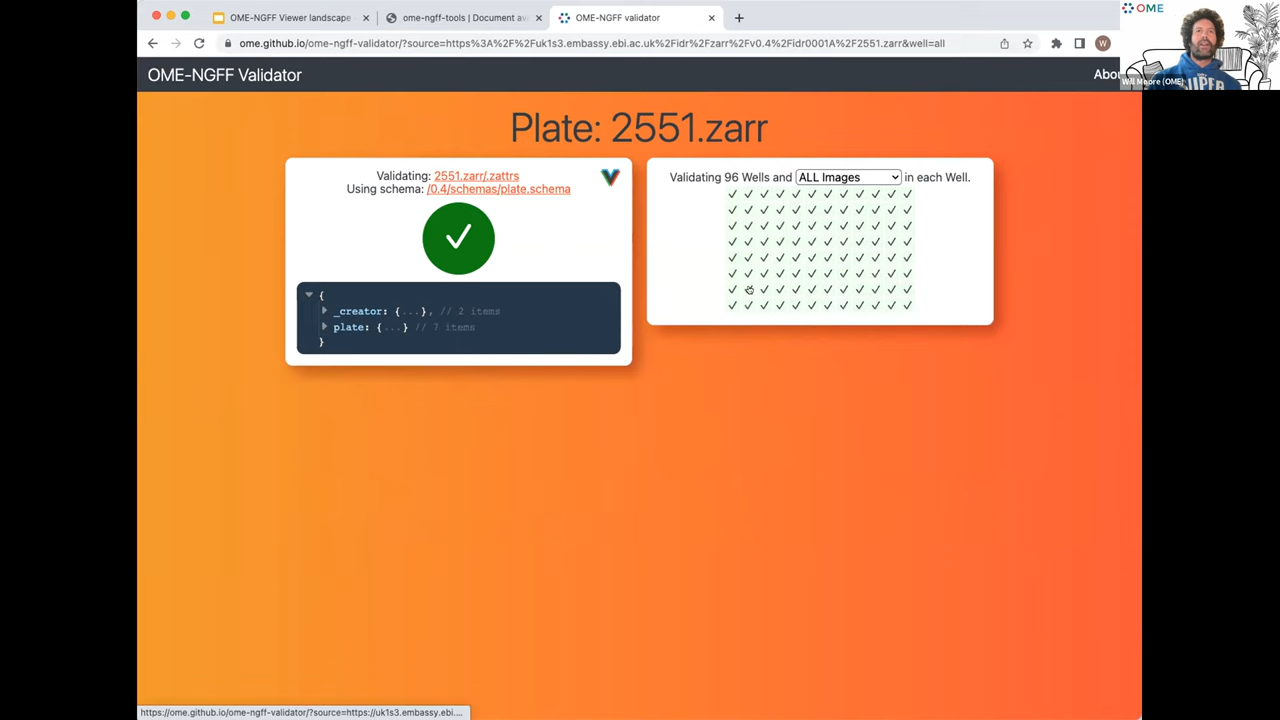 OME-NGFF Viewer landscape
ome-ngff-tools | Document av
OME-NGFF validator
ome.github.io/ome-ngff-validator/?source=https%3A%2F%2Fuk1s3.embassy.ebi.ac.uk%2Fidr%2Fzarr%2Fv0.4%2Fidr0001A%2F2551.zarr&well=all
W
OME
OME-NGFF Validator
Abou
Will Moore (OME)
SUPER
Plate: 2551.zarr
Validating: 2551.zarr/.zattrs
Using schema: /0.4/schemas/plate.schema
{
_creator: {...}, // 2 items
plate: {...} // 7 items
}
Validating 96 Wells and ALL Images in each Well.
https://ome.github.io/ome-ngff-validator/?source=https://uk1s3.embassy.ebi....